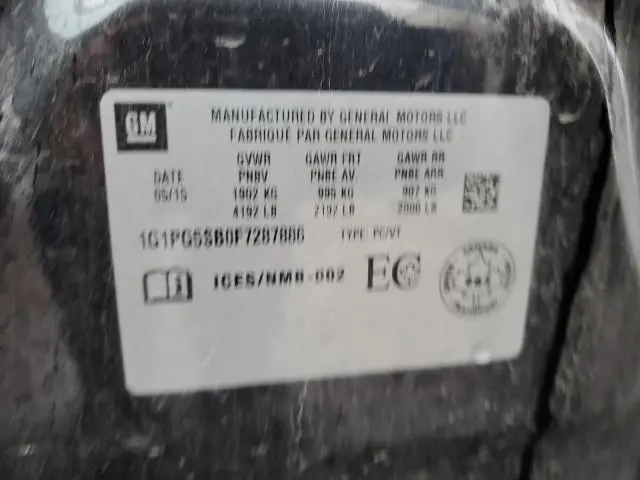 GM
MANUFACTURED BY GENERAL MOTORS LLC
FABRIQUÉ PAR GENERAL MOTORS LLC
GVWR GAWR FRT GAWR RR
DATE PNBV PNBE AV. PNBE ARR.
05/15 1902 KG 995 KG 907 KG
4192 LB 2192 LB 2000 LB
1G1PG5SB0F7287886 TYPE: PC/VT
ICES/NMB-002 EC
CANADA